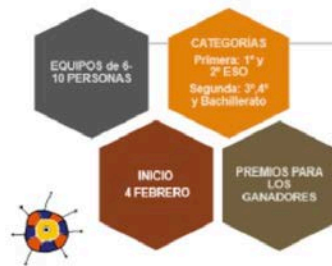 EQUIPOS de 6-
10 PERSONAS
CATEGORÍAS
Primera: 1º y
2º ESO
Segunda: 3º,4º
y Bachillerato
INICIO
4 FEBRERO
PREMIOS PARA
LOS
GANADORES